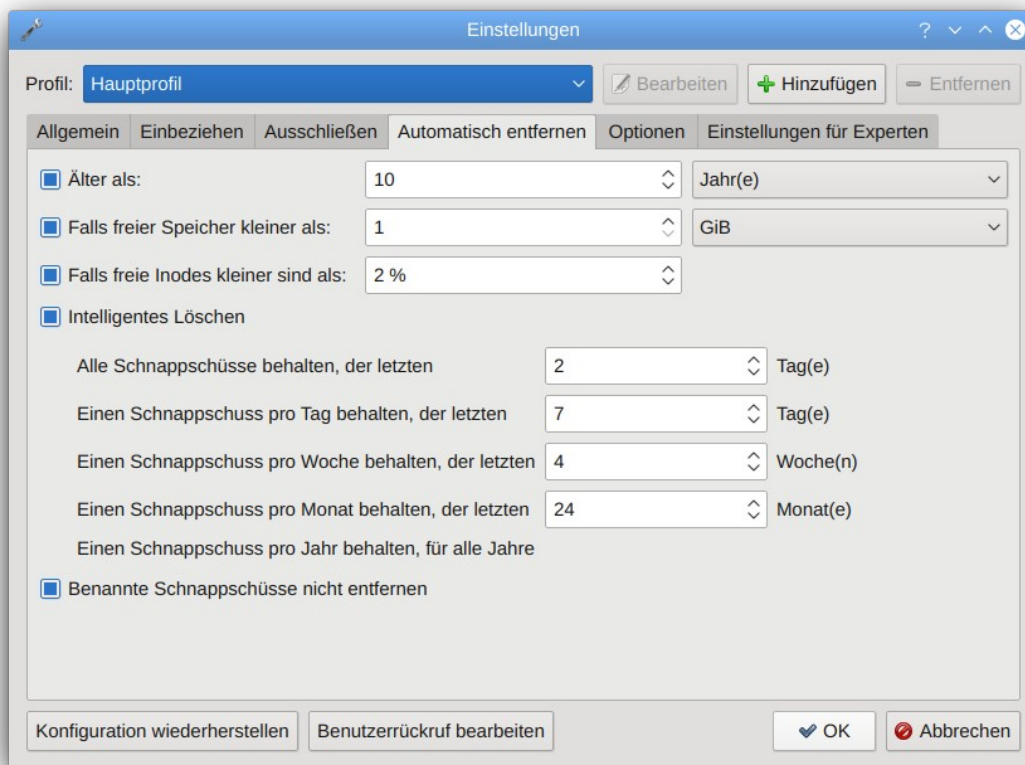 Einstellungen
Profil: Hauptprofil Bearbeiten Hinzufügen Entfernen
Allgemein Einbeziehen Ausschließen Automatisch entfernen Optionen Einstellungen für Experten
Älter als: 10 Jahr(e)
Falls freier Speicher kleiner als: 1 GiB
Falls freie Inodes kleiner sind als: 2 %
Intelligentes Löschen
Alle Schnappschüsse behalten, der letzten 2 Tag(e)
Einen Schnappschuss pro Tag behalten, der letzten 7 Tag(e)
Einen Schnappschuss pro Woche behalten, der letzten 4 Woche(n)
Einen Schnappschuss pro Monat behalten, der letzten 24 Monat(e)
Einen Schnappschuss pro Jahr behalten, für alle Jahre
Benannte Schnappschüsse nicht entfernen
Konfiguration wiederherstellen Benutzerrückruf bearbeiten OK Abbrechen